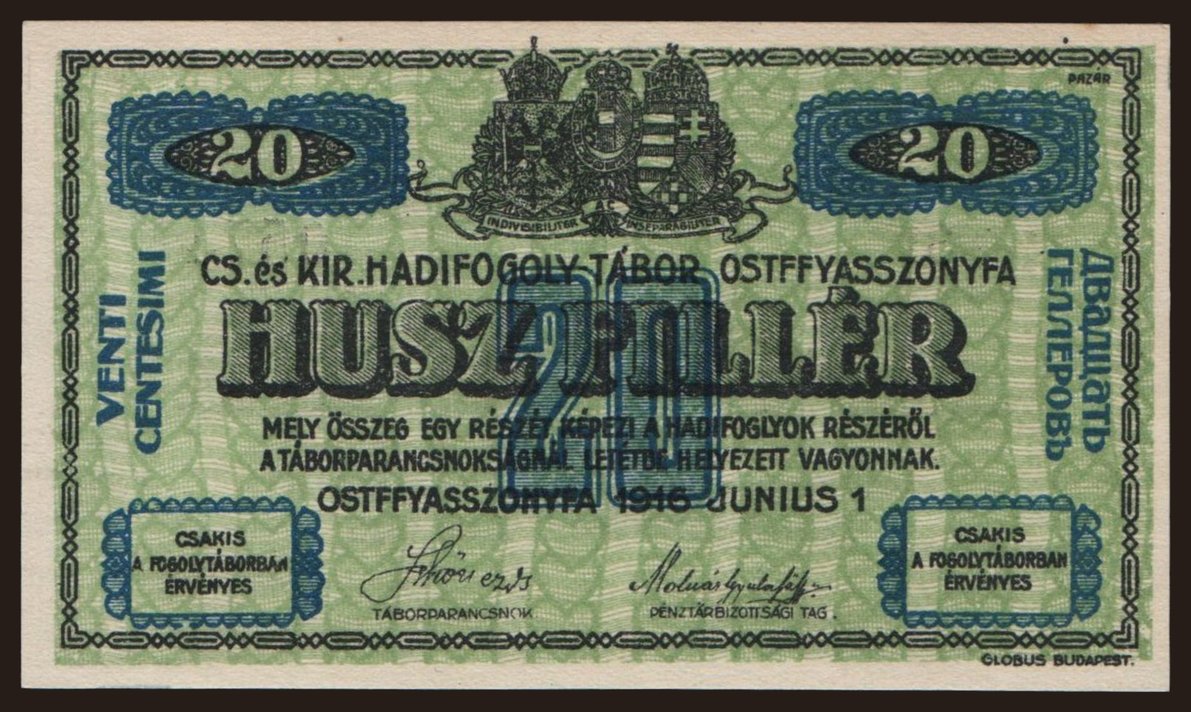 PAZÁR
20
20
INDIVISIBILITER INSEPARABILITER
CS. és KIR. HADIFOGOLY TÁBOR OSTFFYASSZONYFA
VENTI
CENTESIMI
20
HUSZ FILLÉR
Двадцать
Геллеровъ
MELY ÖSSZEG EGY RÉSZÉT KÉPEZI A HADIFOGLYOK RÉSZÉRŐL
A TÁBORPARANCSNOKSÁGNÁL LETÉTBE HELYEZETT VAGYONNAK.
OSTFFYASSZONYFA 1916 JUNIUS 1
CSAKIS
A FOGOLYTÁBORBAN
ÉRVÉNYES
TÁBORPARANCSNOK
PÉNZTÁRBIZOTTSÁGI TAG.
CSAKIS
A FOGOLYTÁBORBAN
ÉRVÉNYES
GLOBUS BUDAPEST.